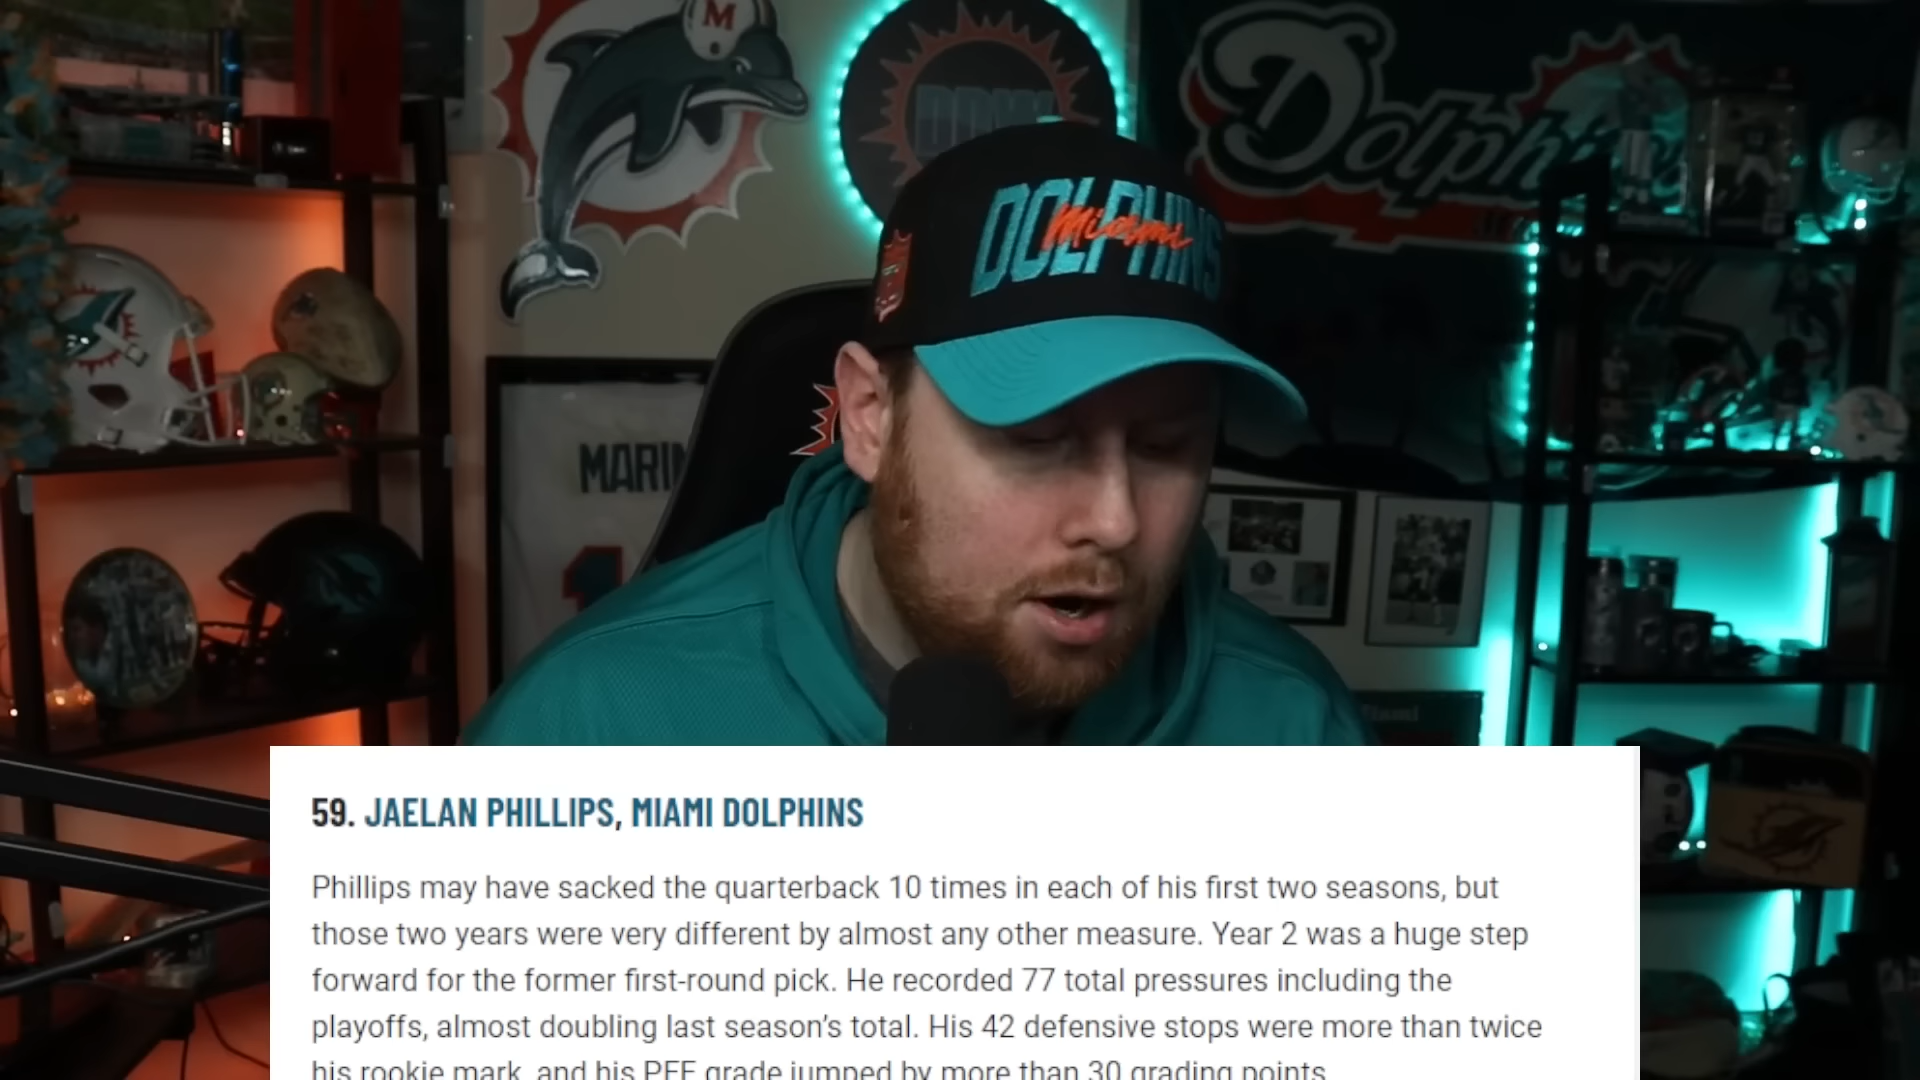 M
Dolph
DOLPHINS
Miami
MARIN
59. JAELAN PHILLIPS, MIAMI DOLPHINS
Phillips may have sacked the quarterback 10 times in each of his first two seasons, but
those two years were very different by almost any other measure. Year 2 was a huge step
forward for the former first-round pick. He recorded 77 total pressures including the
playoffs, almost doubling last season’s total. His 42 defensive stops were more than twice
his rookie mark, and his PFF grade jumped by more than 30 grading points.